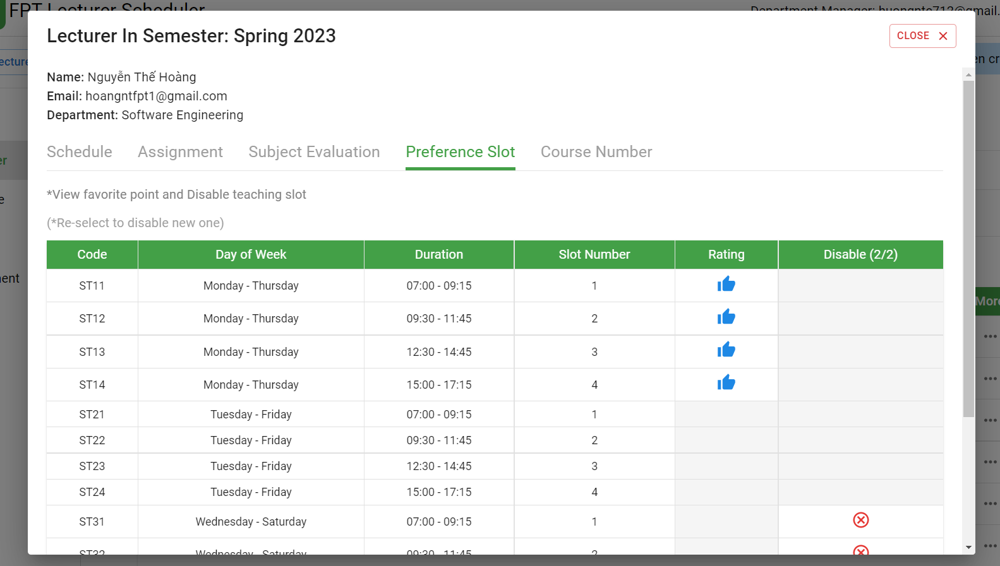 FPT Lecturer Scheduler
Department Manager: huongntc712@gmail.
Lecturer In Semester: Spring 2023
CLOSE
ecture
en cr
Name: Nguyễn Thế Hoàng
Email: hoangntfpt1@gmail.com
Department: Software Engineering
Schedule Assignment Subject Evaluation Preference Slot Course Number
er
*View favorite point and Disable teaching slot
e
(*Re-select to disable new one)
Code Day of Week Duration Slot Number Rating Disable (2/2)
ent
ST11 Monday - Thursday 07:00 - 09:15 1
More
ST12 Monday - Thursday 09:30 - 11:45 2
ST13 Monday - Thursday 12:30 - 14:45 3
ST14 Monday - Thursday 15:00 - 17:15 4
ST21 Tuesday - Friday 07:00 - 09:15 1
ST22 Tuesday - Friday 09:30 - 11:45 2
ST23 Tuesday - Friday 12:30 - 14:45 3
ST24 Tuesday - Friday 15:00 - 17:15 4
ST31 Wednesday - Saturday 07:00 - 09:15 1
ST32 Wednesday - Saturday 09:30 - 11:45 2